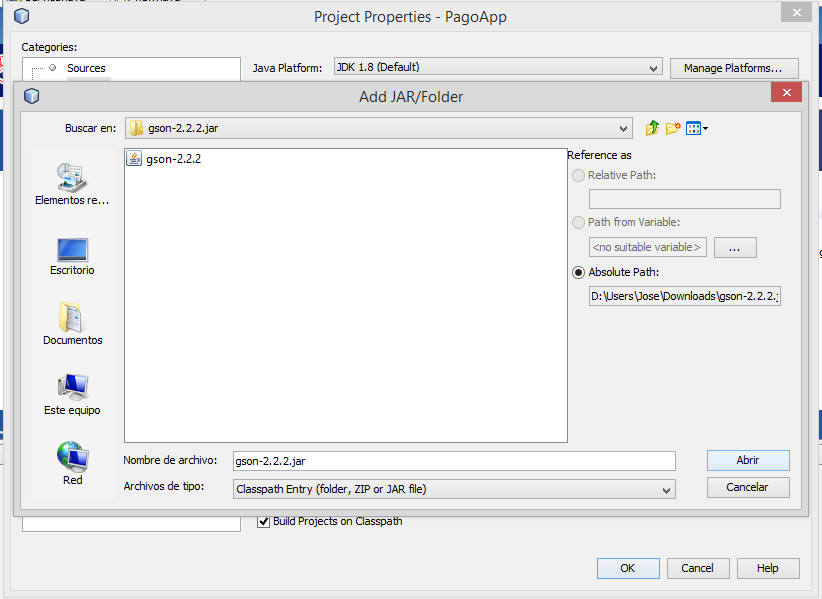 Project Properties - PagoApp
Categories:
Sources
Java Platform:
JDK 1.8 (Default)
Manage Platforms...
Add JAR/Folder
Buscar en:
gson-2.2.2.jar
gson-2.2.2
Elementos re...
Escritorio
Documentos
Este equipo
Red
Reference as
Relative Path:
Path from Variable:
<no suitable variable>
...
Absolute Path:
D:\Users\Jose\Downloads\gson-2.2.2.j
Nombre de archivo:
gson-2.2.2.jar
Abrir
Archivos de tipo:
Classpath Entry (folder, ZIP or JAR file)
Cancelar
Build Projects on Classpath
OK
Cancel
Help